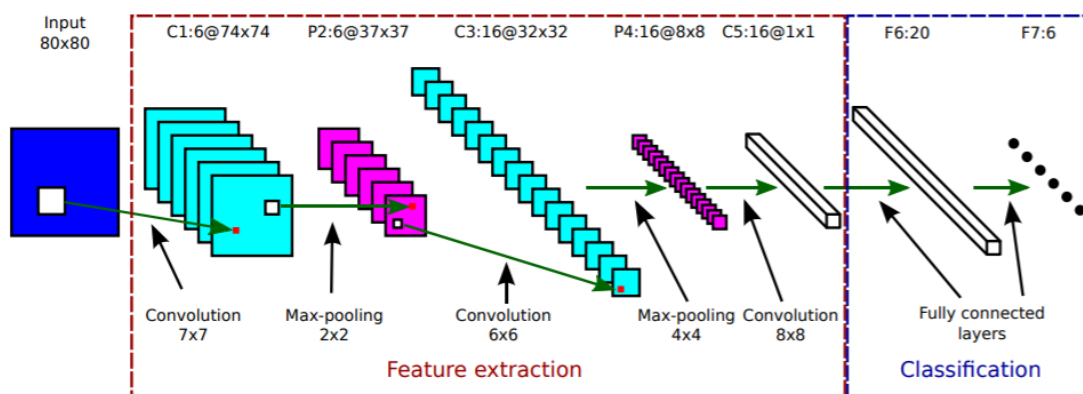 Input
80x80
C1:6@74x74
P2:6@37x37
C3:16@32x32
P4:16@8x8
C5:16@1x1
F6:20
F7:6
Convolution
7x7
Max-pooling
2x2
Convolution
6x6
Max-pooling
4x4
Convolution
8x8
Fully connected
layers
Feature extraction
Classification